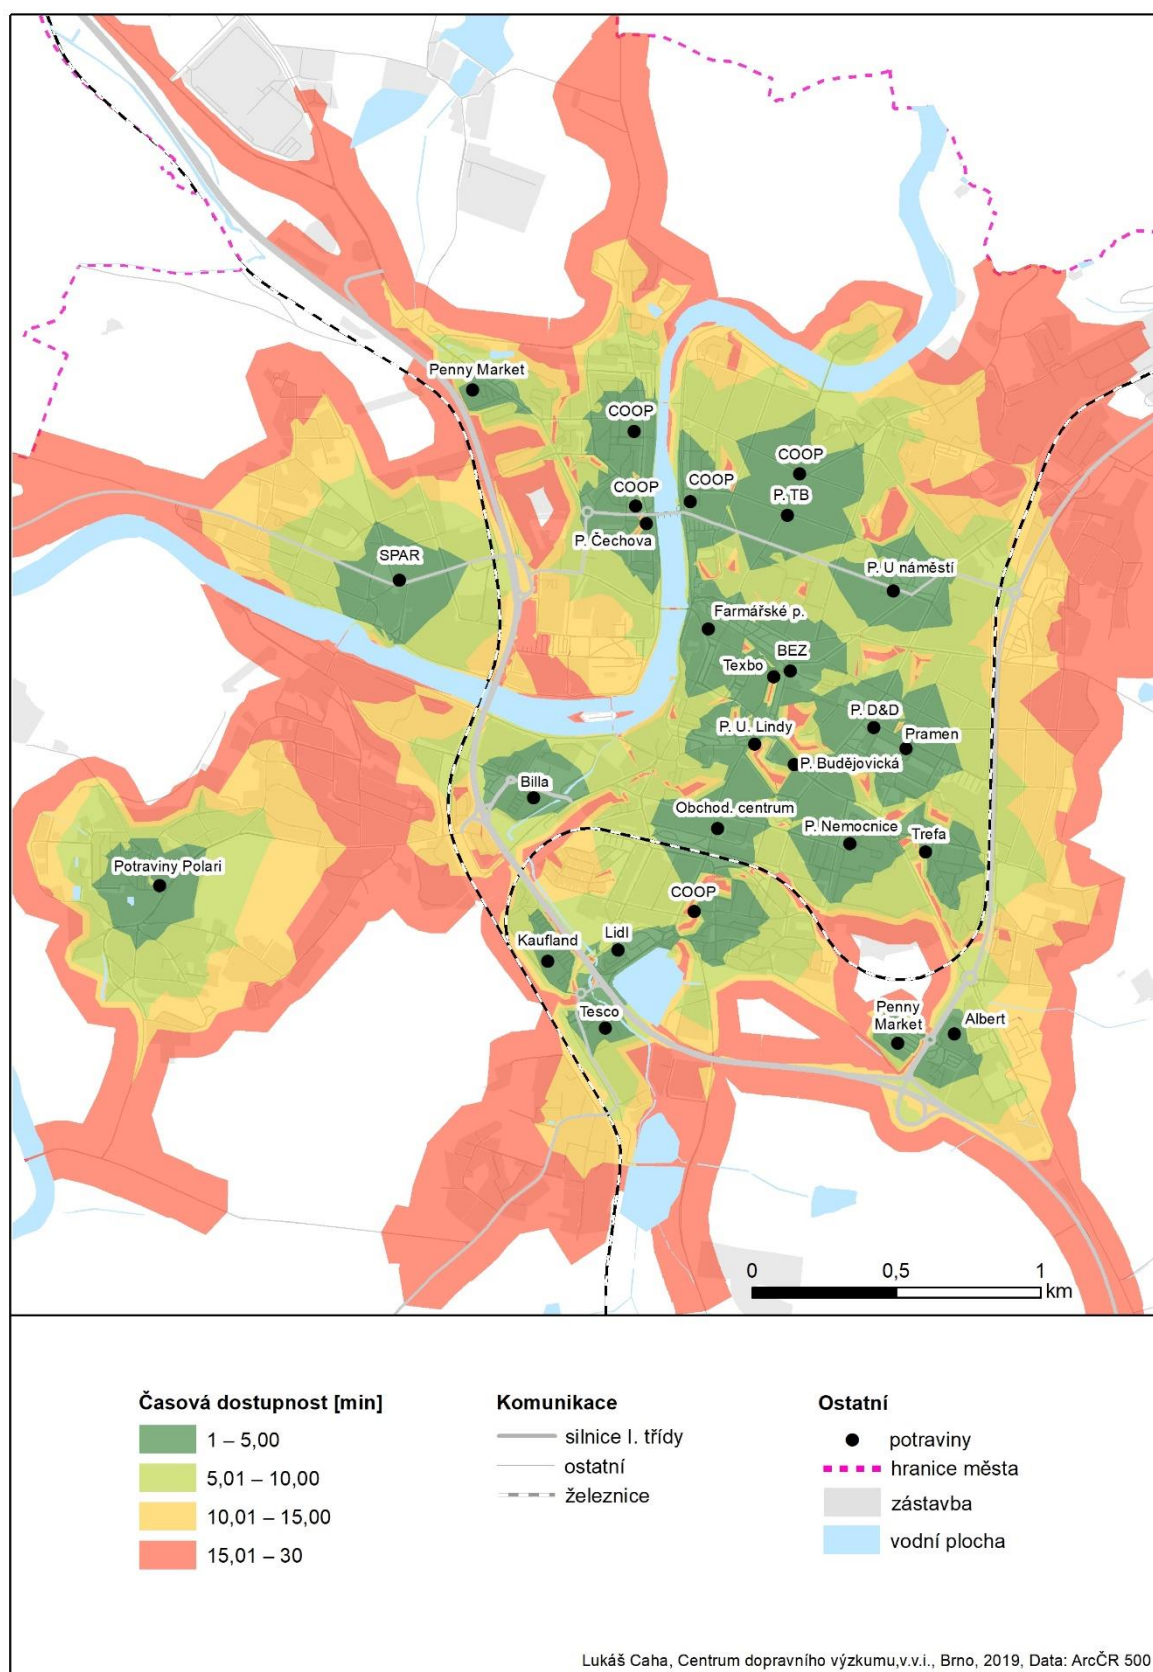 Penny Market
COOP
COOP
COOP
COOP
P. TB
P. Čechova
SPAR
P. U náměstí
Farmářské p.
BEZ
Texbo
P. D&D
P. U. Lindy
Pramen
P. Budějovická
Billa
Obchod. centrum
P. Nemocnice
Trefa
Potraviny Polari
COOP
Lidl
Kaufland
Tesco
Penny
Market
Albert
0 0,5 1
km
Časová dostupnost [min]
1 – 5,00
5,01 – 10,00
10,01 – 15,00
15,01 – 30
Komunikace
silnice I. třídy
ostatní
železnice
Ostatní
potraviny
hranice města
zástavba
vodní plocha
Lukáš Caha, Centrum dopravního výzkumu,v.v.i., Brno, 2019, Data: ArcČR 500